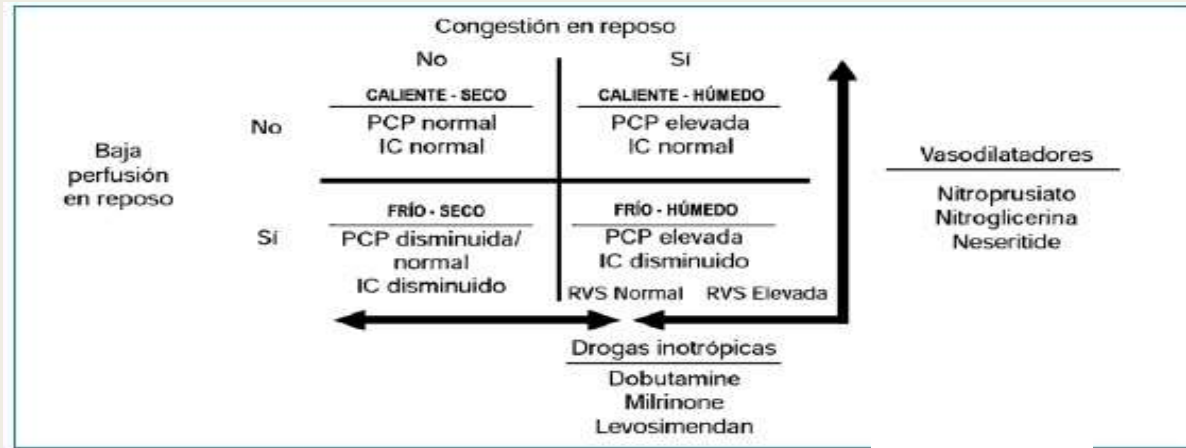 Congestión en reposo
No
Sí
CALIENTE - SECO
CALIENTE - HÚMEDO
No
PCP normal
IC normal
PCP elevada
IC normal
Baja
perfusión
en reposo
Vasodilatadores
Nitroprusiato
Nitroglicerina
Neseritide
FRÍO - SECO
FRÍO - HÚMEDO
Sí
PCP disminuida/
normal
IC disminuido
PCP elevada
IC disminuido
RVS Normal
RVS Elevada
Drogas inotrópicas
Dobutamine
Milrinone
Levosimendan